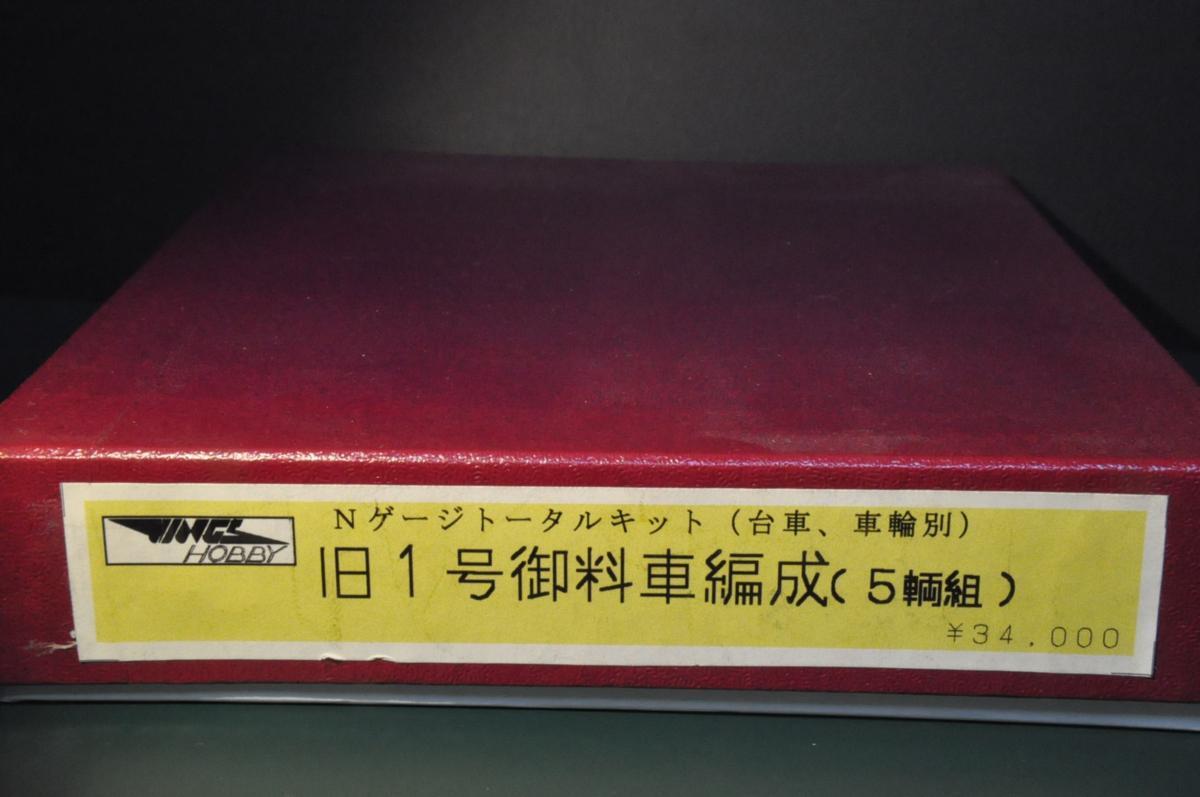 WINGS
HOBBY
Nゲージトータルキット（台車、車輪別）
旧1号御料車編成（5輌組）
¥34,000